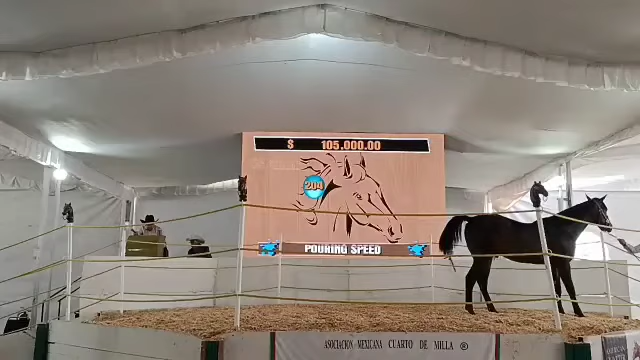 $ 105,000.00
204
POURING SPEED
ASOCIACION MEXICANA CUARTO DE MILLA ®